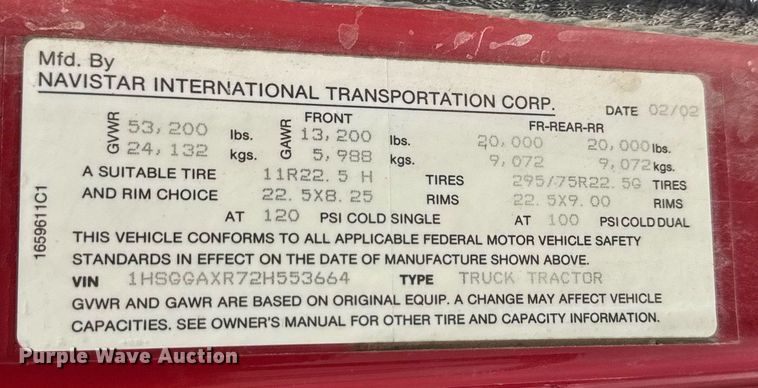 Mfd. By
NAVISTAR INTERNATIONAL TRANSPORTATION CORP. DATE 02/02
FRONT FR-REAR-RR
GVWR 53,200 lbs. GAWR 13,200 lbs. 20,000 20,000 lbs.
24,132 kgs. 5,988 kgs. 9,072 9,072 kgs.
A SUITABLE TIRE 11R22.5 H TIRES 295/75R22.5G TIRES
AND RIM CHOICE 22.5X8.25 RIMS 22.5X9.00 RIMS
AT 120 PSI COLD SINGLE AT 100 PSI COLD DUAL
THIS VEHICLE CONFORMS TO ALL APPLICABLE FEDERAL MOTOR VEHICLE SAFETY
STANDARDS IN EFFECT ON THE DATE OF MANUFACTURE SHOWN ABOVE.
VIN 1HSGGAXR72H553664 TYPE TRUCK TRACTOR
GVWR AND GAWR ARE BASED ON ORIGINAL EQUIP. A CHANGE MAY AFFECT VEHICLE
CAPACITIES. SEE OWNER'S MANUAL FOR OTHER TIRE AND CAPACITY INFORMATION.
1659611C1
Purple Wave Auction